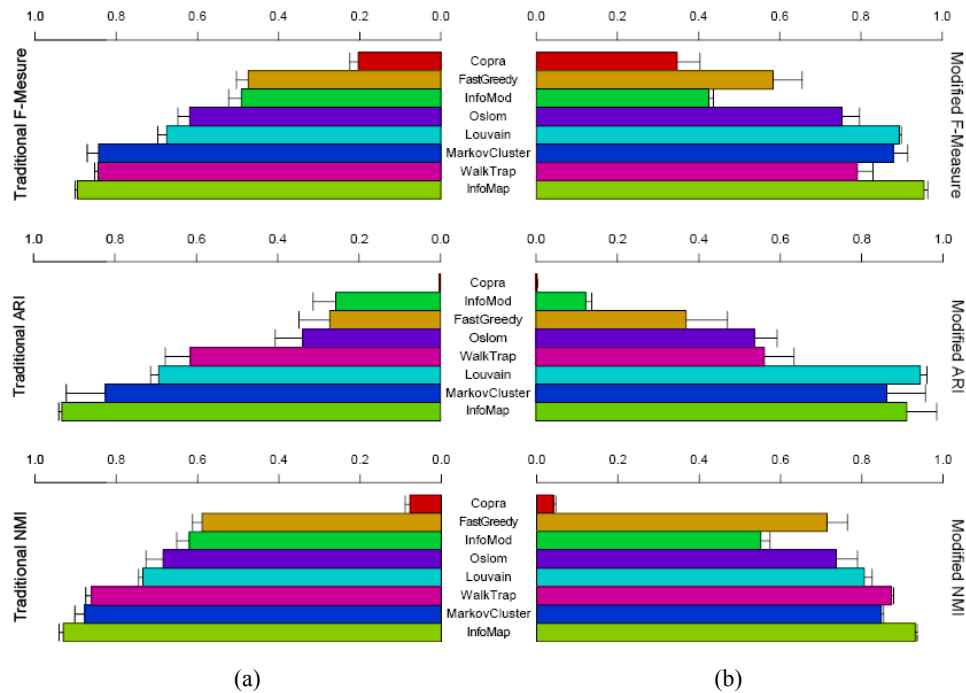 1.0 0.8 0.6 0.4 0.2 0.0
0.0 0.2 0.4 0.6 0.8 1.0
Traditional F-Mesure
Copra
FastGreedy
InfoMod
Oslom
Louvain
MarkovCluster
WalkTrap
InfoMap
Modified F-Measure
1.0 0.8 0.6 0.4 0.2 0.0
0.0 0.2 0.4 0.6 0.8 1.0
Traditional ARI
Copra
InfoMod
FastGreedy
Oslom
WalkTrap
Louvain
MarkovCluster
InfoMap
Modified ARI
1.0 0.8 0.6 0.4 0.2 0.0
0.0 0.2 0.4 0.6 0.8 1.0
Traditional NMI
Copra
FastGreedy
InfoMod
Oslom
Louvain
WalkTrap
MarkovCluster
InfoMap
Modified NMI
(a)
(b)